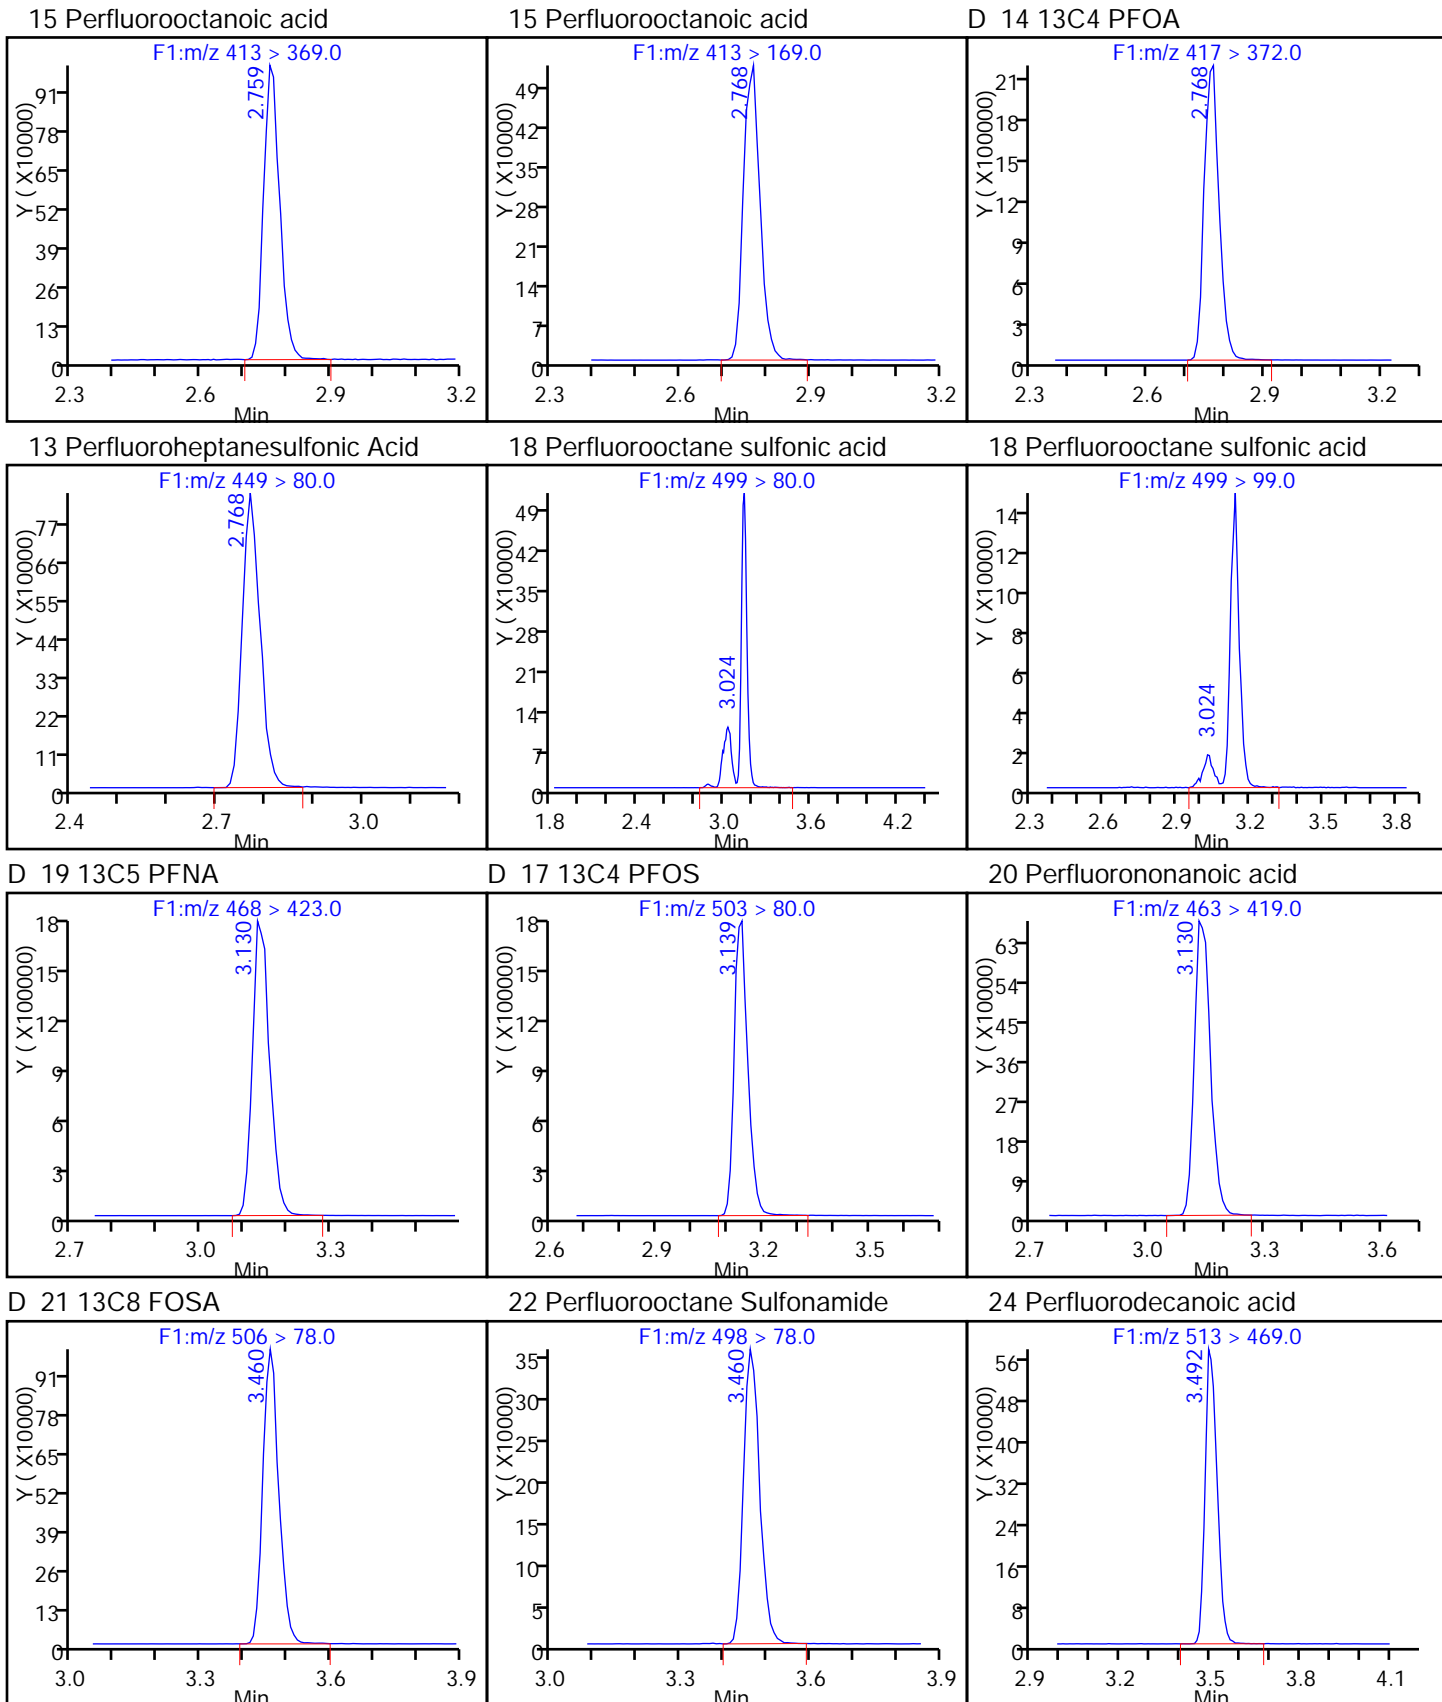 15 Perfluorooctanoic acid
F1:m/z 413 > 369.0
2.759
Y ( X10000)
91
78
65
52
39
26
13
0
2.3 2.6 2.9 3.2
Min
15 Perfluorooctanoic acid
F1:m/z 413 > 169.0
2.768
Y ( X10000)
49
42
35
28
21
14
7
0
2.3 2.6 2.9 3.2
Min
D 14 13C4 PFOA
F1:m/z 417 > 372.0
2.768
Y ( X100000)
21
18
15
12
9
6
3
0
2.3 2.6 2.9 3.2
Min
13 Perfluoroheptanesulfonic Acid
F1:m/z 449 > 80.0
2.768
Y ( X10000)
77
66
55
44
33
22
11
0
2.4 2.7 3.0
Min
18 Perfluorooctane sulfonic acid
F1:m/z 499 > 80.0
3.024
Y ( X10000)
49
42
35
28
21
14
7
0
1.8 2.4 3.0 3.6 4.2
Min
18 Perfluorooctane sulfonic acid
F1:m/z 499 > 99.0
3.024
Y ( X10000)
14
12
10
8
6
4
2
0
2.3 2.6 2.9 3.2 3.5 3.8
Min
D 19 13C5 PFNA
F1:m/z 468 > 423.0
3.130
Y ( X100000)
18
15
12
9
6
3
0
2.7 3.0 3.3
Min
D 17 13C4 PFOS
F1:m/z 503 > 80.0
3.139
Y ( X100000)
18
15
12
9
6
3
0
2.6 2.9 3.2 3.5
Min
20 Perfluorononanoic acid
F1:m/z 463 > 419.0
3.130
Y ( X10000)
63
54
45
36
27
18
9
0
2.7 3.0 3.3 3.6
Min
D 21 13C8 FOSA
F1:m/z 506 > 78.0
3.460
Y ( X10000)
91
78
65
52
39
26
13
0
3.0 3.3 3.6 3.9
Min
22 Perfluorooctane Sulfonamide
F1:m/z 498 > 78.0
3.460
Y ( X100000)
35
30
25
20
15
10
5
0
3.0 3.3 3.6 3.9
Min
24 Perfluorodecanoic acid
F1:m/z 513 > 469.0
3.492
Y ( X10000)
56
48
40
32
24
16
8
0
2.9 3.2 3.5 3.8 4.1
Min